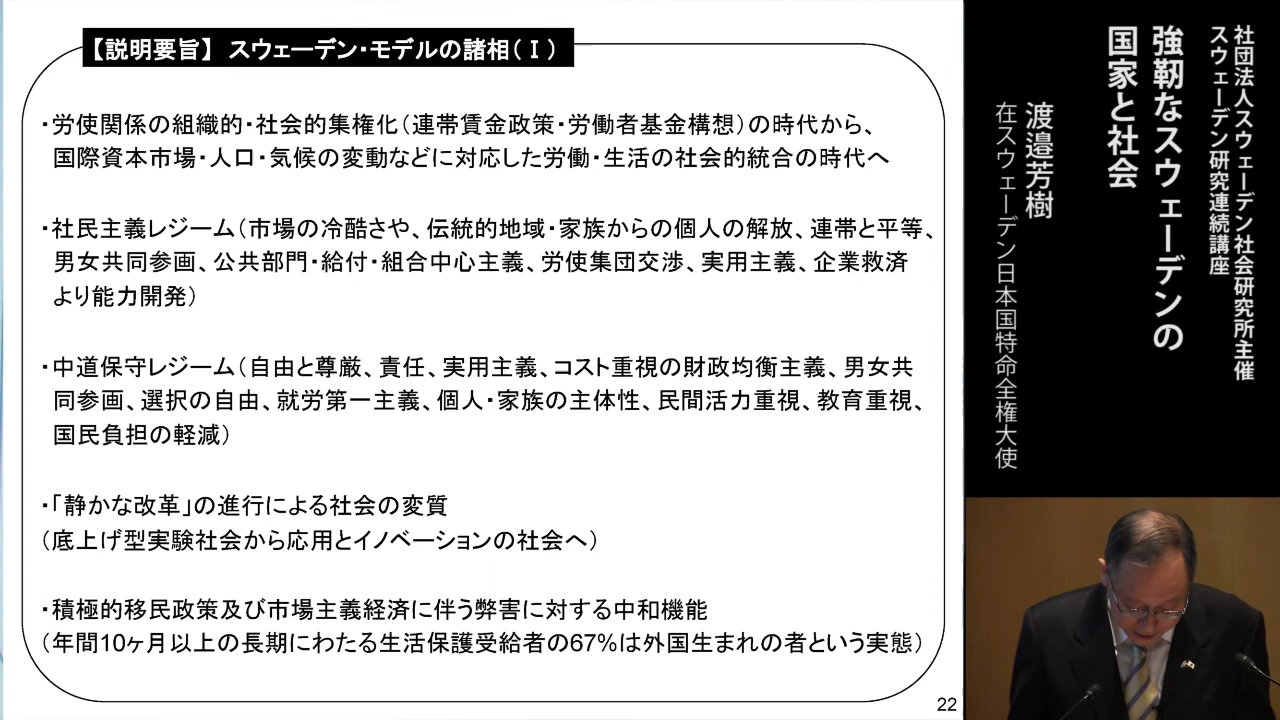 【説明要旨】 スウェーデン・モデルの諸相(Ⅰ)
・労使関係の組織的・社会的集権化(連帯賃金政策・労働者基金構想)の時代から、
国際資本市場・人口・気候の変動などに対応した労働・生活の社会的統合の時代へ
・社民主義レジーム(市場の冷酷さや、伝統的地域・家族からの個人の解放、連帯と平等、
男女共同参画、公共部門・給付・組合中心主義、労使集団交渉、実用主義、企業救済
より能力開発)
・中道保守レジーム(自由と尊厳、責任、実用主義、コスト重視の財政均衡主義、男女共
同参画、選択の自由、就労第一主義、個人・家族の主体性、民間活力重視、教育重視、
国民負担の軽減)
・「静かな改革」の進行による社会の変質
(底上げ型実験社会から応用とイノベーションの社会へ)
・積極的移民政策及び市場主義経済に伴う弊害に対する中和機能
(年間10ヶ月以上の長期にわたる生活保護受給者の67%は外国生まれの者という実態)
22
社団法人スウェーデン社会研究所主催
スウェーデン研究連続講座
強靭なスウェーデンの
国家と社会
渡邉芳樹
在スウェーデン日本国特命全権大使